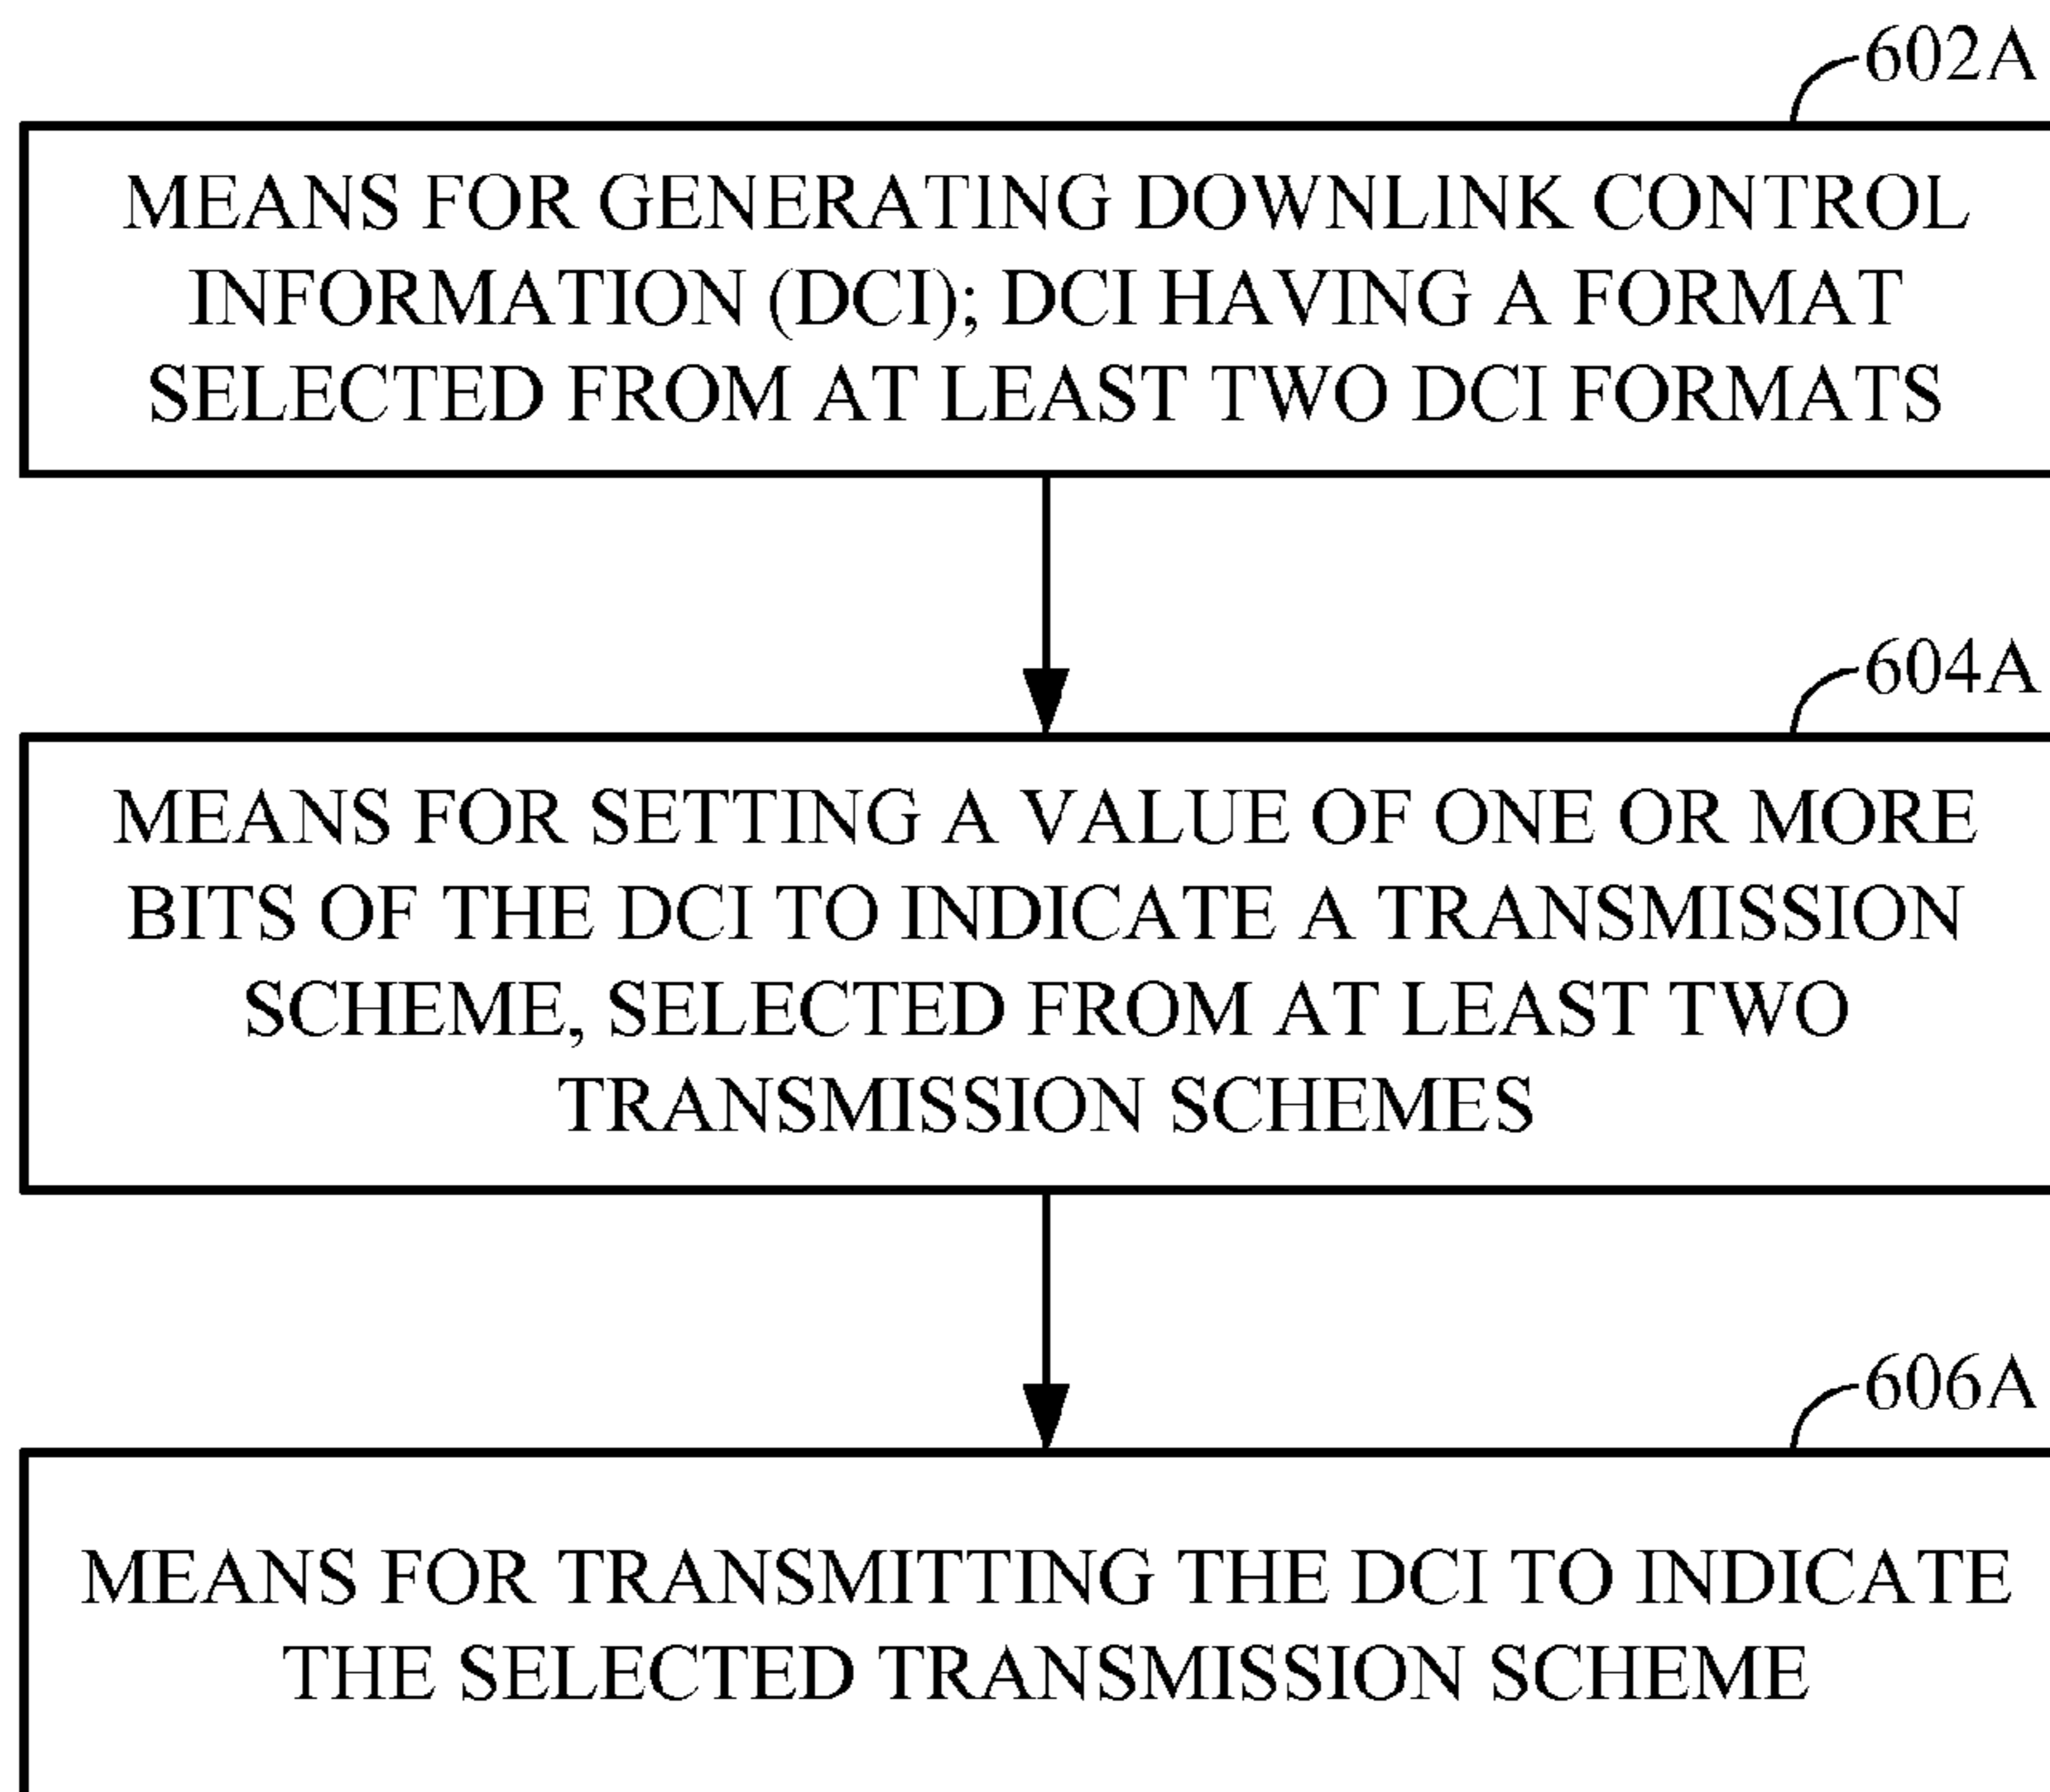 602A
MEANS FOR GENERATING DOWNLINK CONTROL
INFORMATION (DCI); DCI HAVING A FORMAT
SELECTED FROM AT LEAST TWO DCI FORMATS
604A
MEANS FOR SETTING A VALUE OF ONE OR MORE
BITS OF THE DCI TO INDICATE A TRANSMISSION
SCHEME, SELECTED FROM AT LEAST TWO
TRANSMISSION SCHEMES
606A
MEANS FOR TRANSMITTING THE DCI TO INDICATE
THE SELECTED TRANSMISSION SCHEME